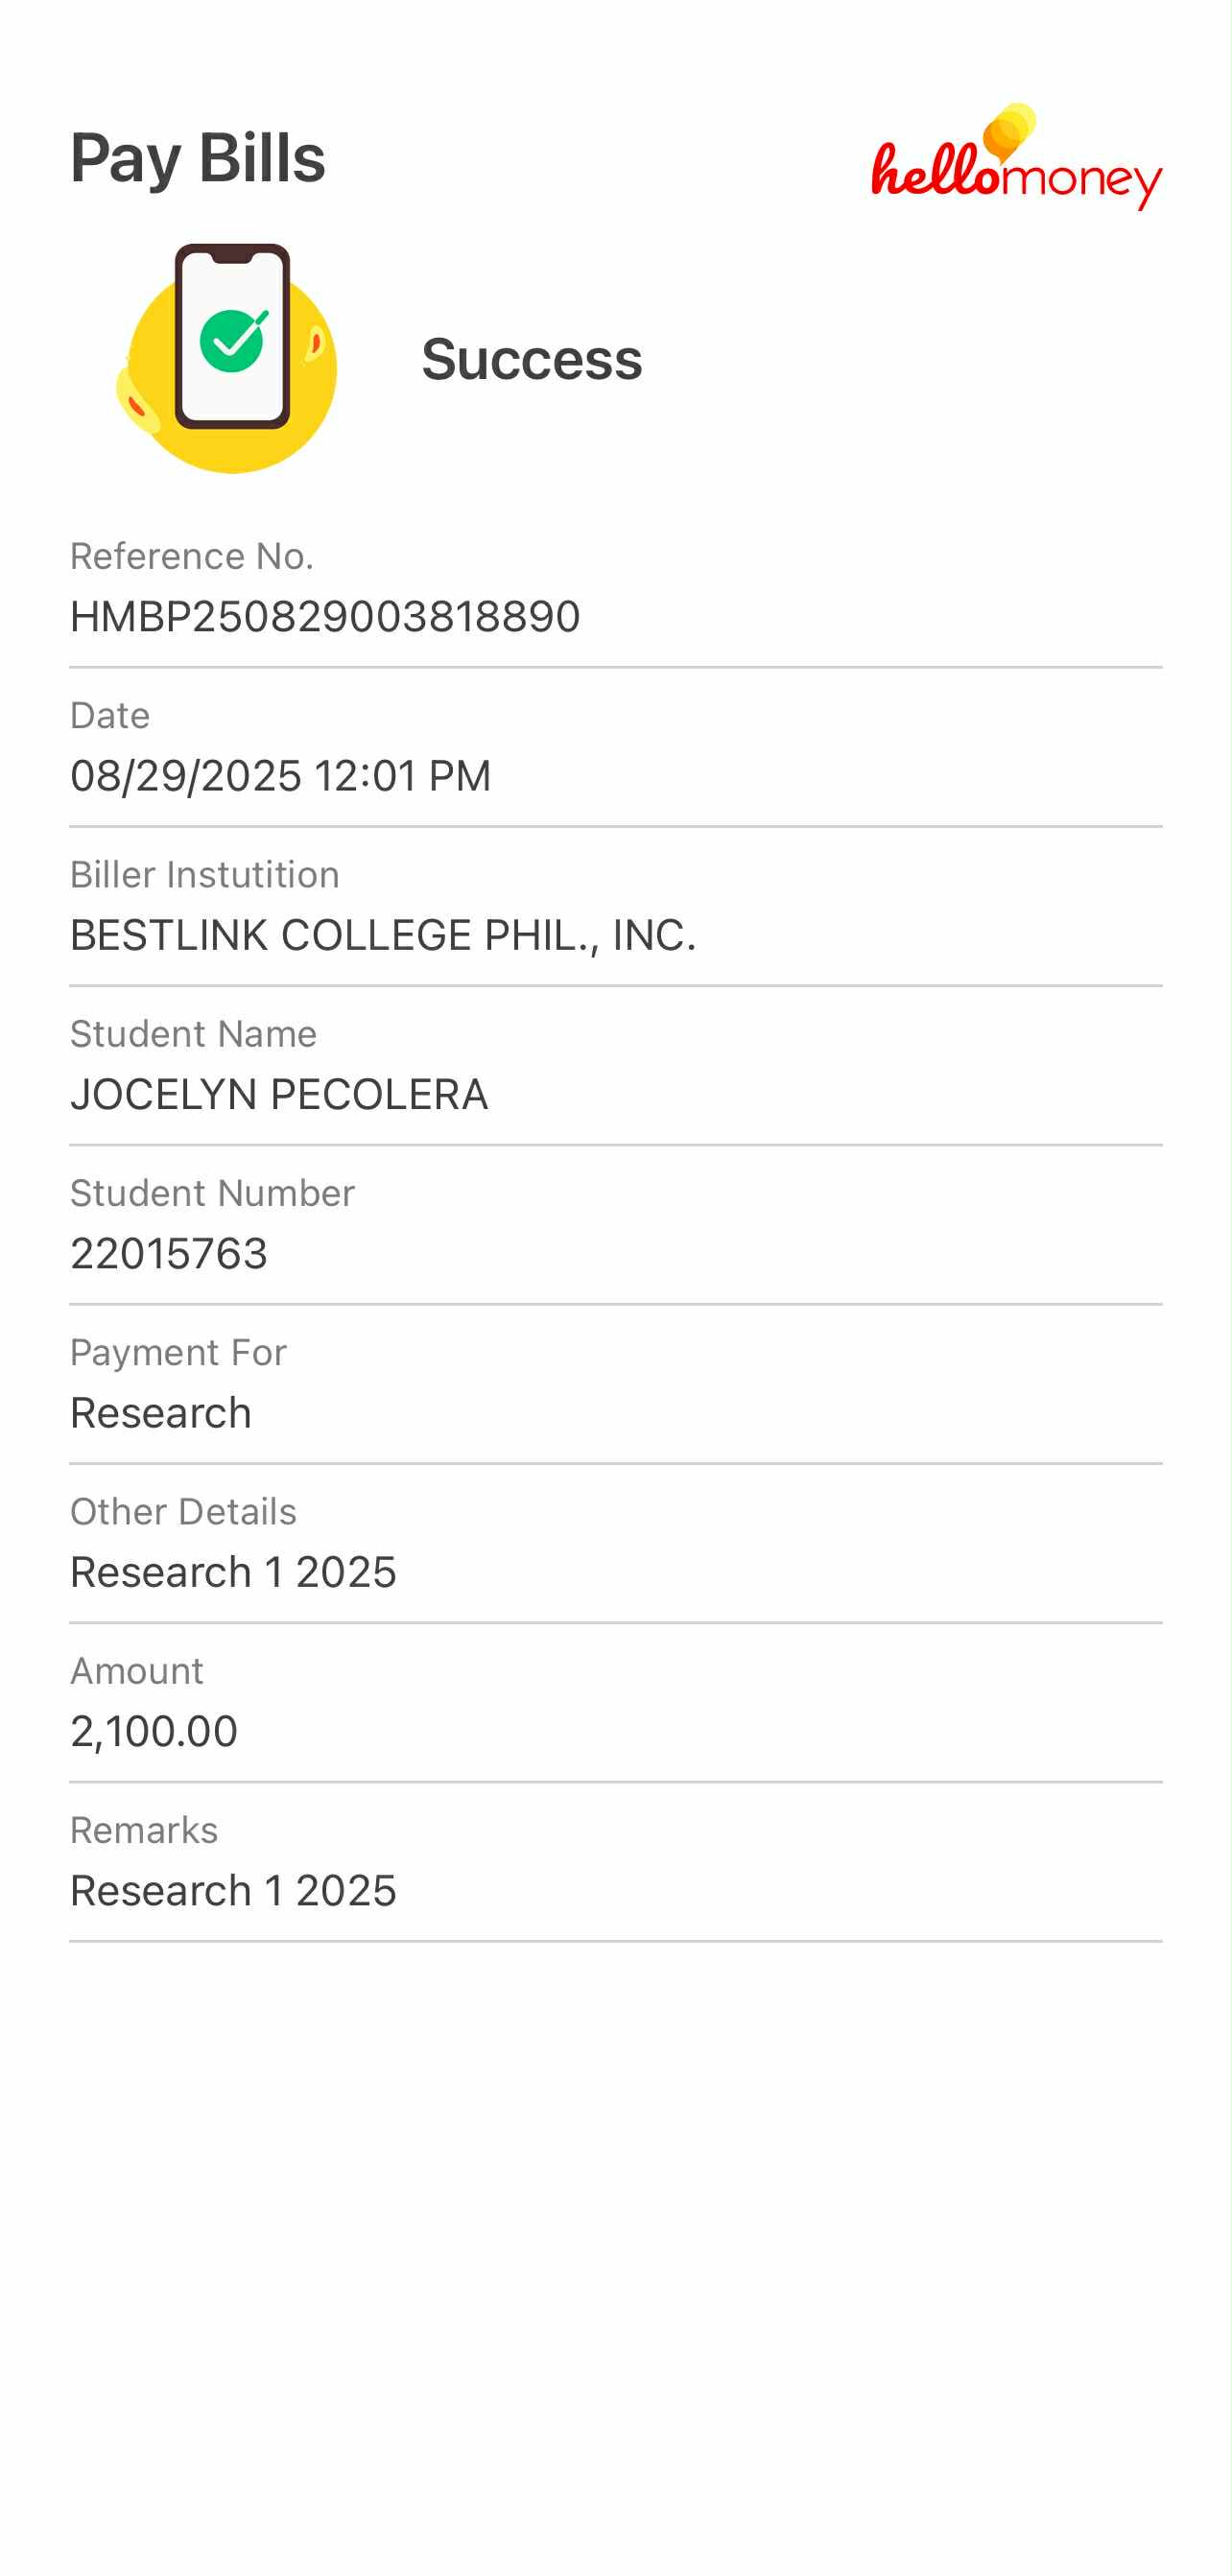 Pay Bills
hellomoney
Success
Reference No.
HMBP250829003818890
Date
08/29/2025 12:01 PM
Biller Instutition
BESTLINK COLLEGE PHIL., INC.
Student Name
JOCELYN PECOLERA
Student Number
22015763
Payment For
Research
Other Details
Research 1 2025
Amount
2,100.00
Remarks
Research 1 2025